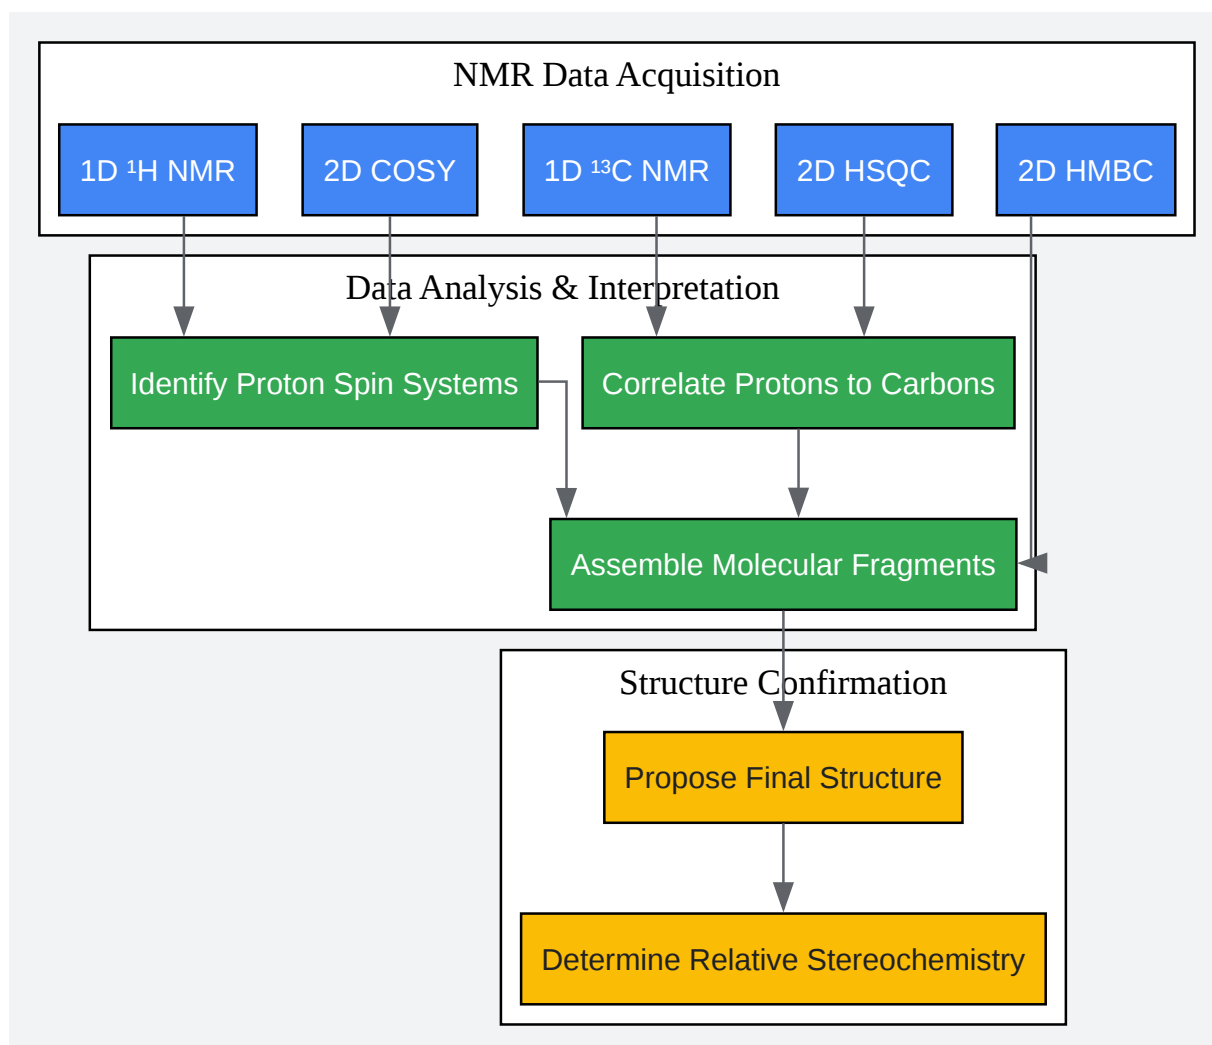 NMR Data Acquisition
1D ¹H NMR
2D COSY
1D ¹³C NMR
2D HSQC
2D HMBC
Data Analysis & Interpretation
Identify Proton Spin Systems
Correlate Protons to Carbons
Assemble Molecular Fragments
Structure Confirmation
Propose Final Structure
Determine Relative Stereochemistry